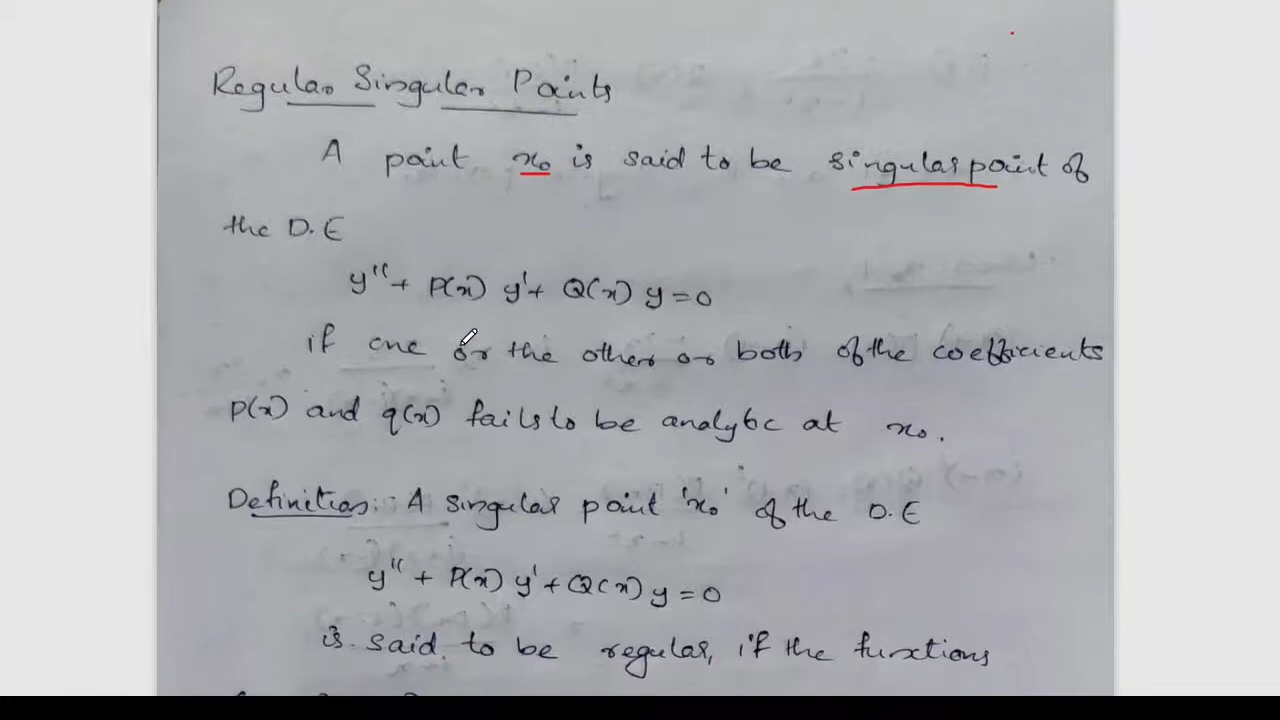 Regular Singular Points
A point x₀ is said to be singular point of
the D.E
y'' + P(x) y' + Q(x) y = 0
if one or the other or both of the coefficients
p(x) and q(x) fails to be analytic at x₀.
Definition: A singular point 'x₀' of the D.E
y'' + P(x) y' + Q(x) y = 0
is said to be regular, if the functions